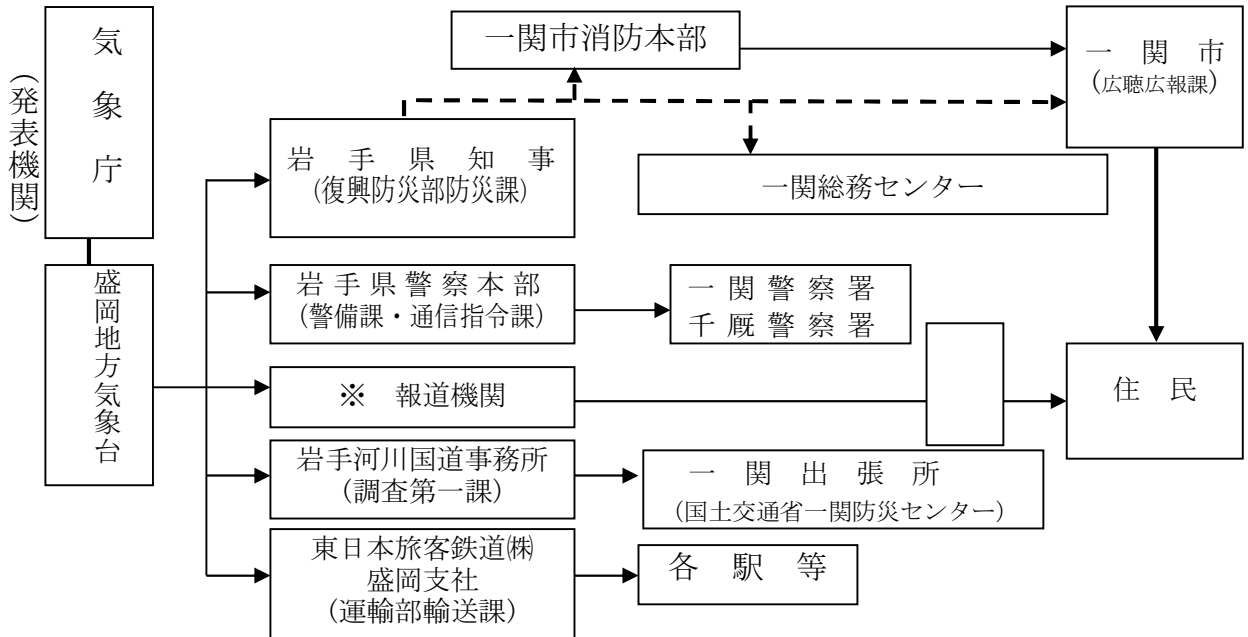 気象庁
(発表機関)
盛岡地方気象台
一関市消防本部
一関市
(広聴広報課)
岩手県知事
(復興防災部防災課)
一関総務センター
岩手県警察本部
(警備課・通信指令課)
一関警察署
千厩警察署
※ 報道機関
住民
岩手河川国道事務所
(調査第一課)
一関出張所
(国土交通省一関防災センター)
東日本旅客鉄道㈱
盛岡支社
(運輸部輸送課)
各駅等